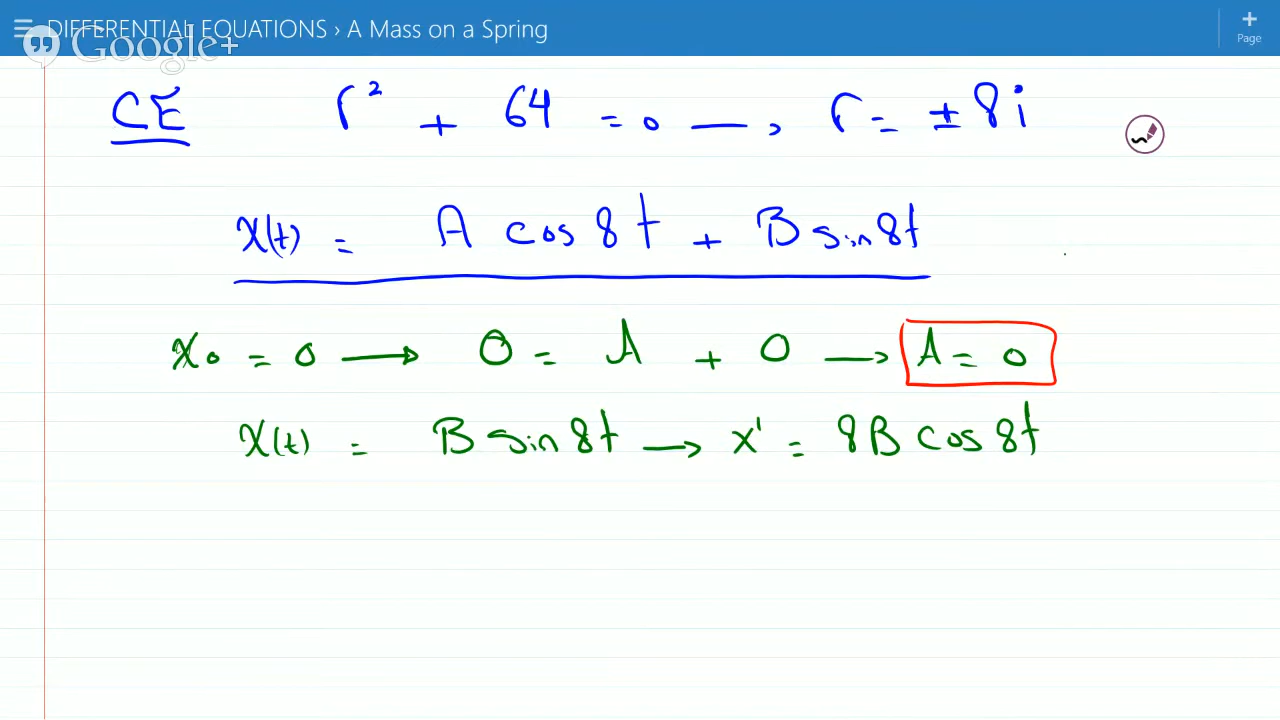 DIFFERENTIAL EQUATIONS › A Mass on a Spring
Google+
Page
CE r² + 64 = 0 → r = ± 8i
x(t) = A cos 8t + B sin 8t
x₀ = 0 → 0 = A + 0 → A = 0
x(t) = B sin 8t → x' = 8B cos 8t